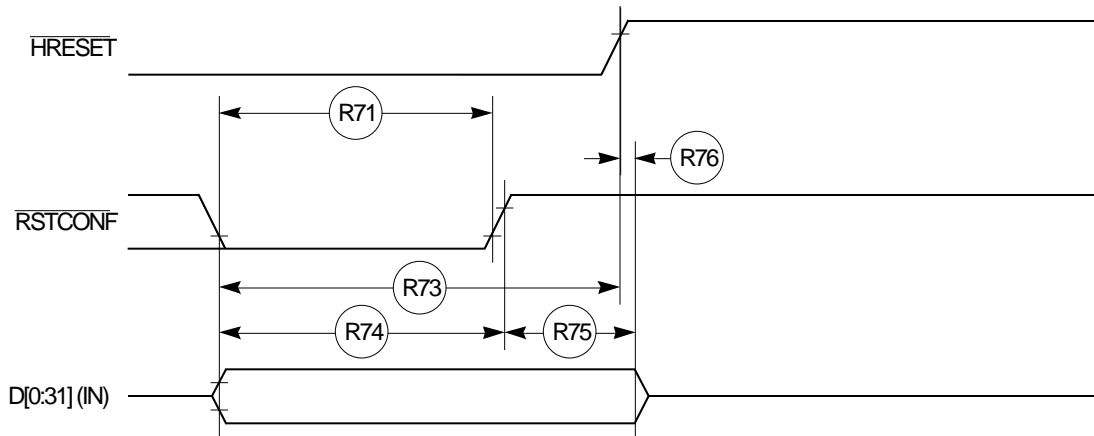 HRESET
R71
R76
RSTCONF
R73
R74
R75
D[0:31] (IN)